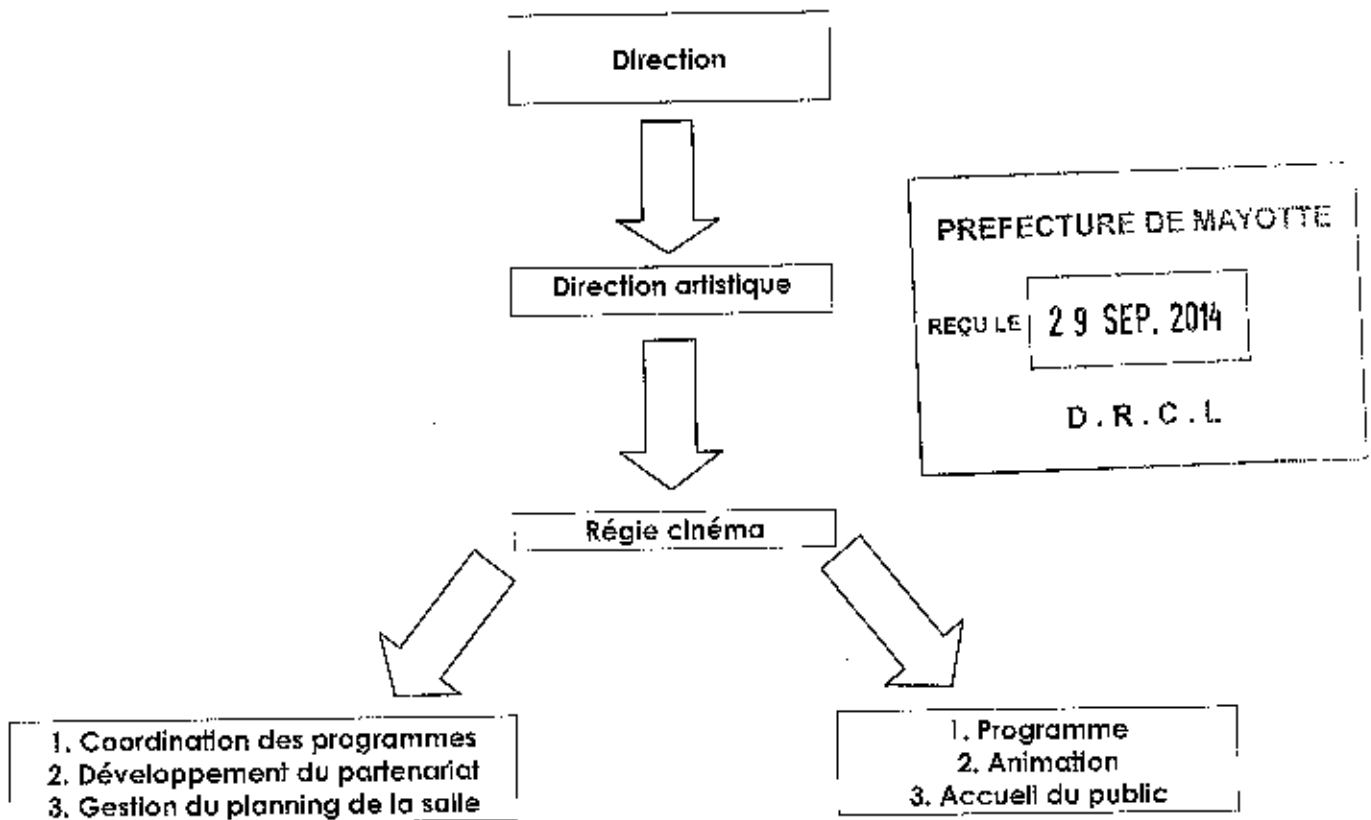 Direction
PREFECTURE DE MAYOTTE
Direction artistique
REÇU LE 29 SEP. 2014
D.R.C.L
Régie cinéma
1. Coordination des programmes
2. Développement du partenariat
3. Gestion du planning de la salle
1. Programme
2. Animation
3. Accueil du public